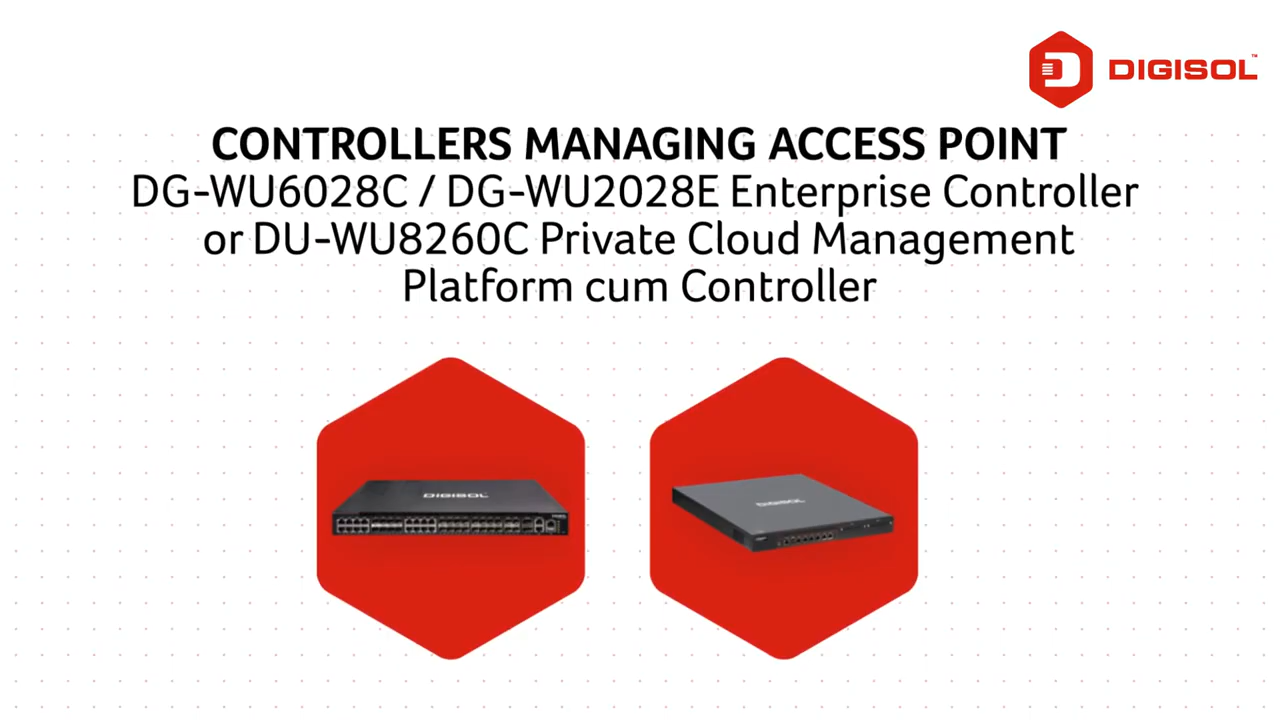 DIGISOL™
CONTROLLERS MANAGING ACCESS POINT
DG-WU6028C / DG-WU2028E Enterprise Controller
or DU-WU8260C Private Cloud Management
Platform cum Controller
DIGISOL
DIGISOL